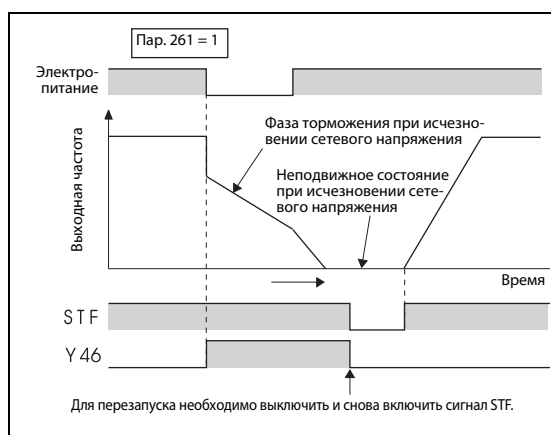 Пар. 261 = 1
Электро-
питание
Фаза торможения при исчезно-
вении сетевого напряжения
Неподвижное состояние
при исчезновении сете-
вого напряжения
Выходная частота
Время
STF
Y46
Для перезапуска необходимо выключить и снова включить сигнал STF.